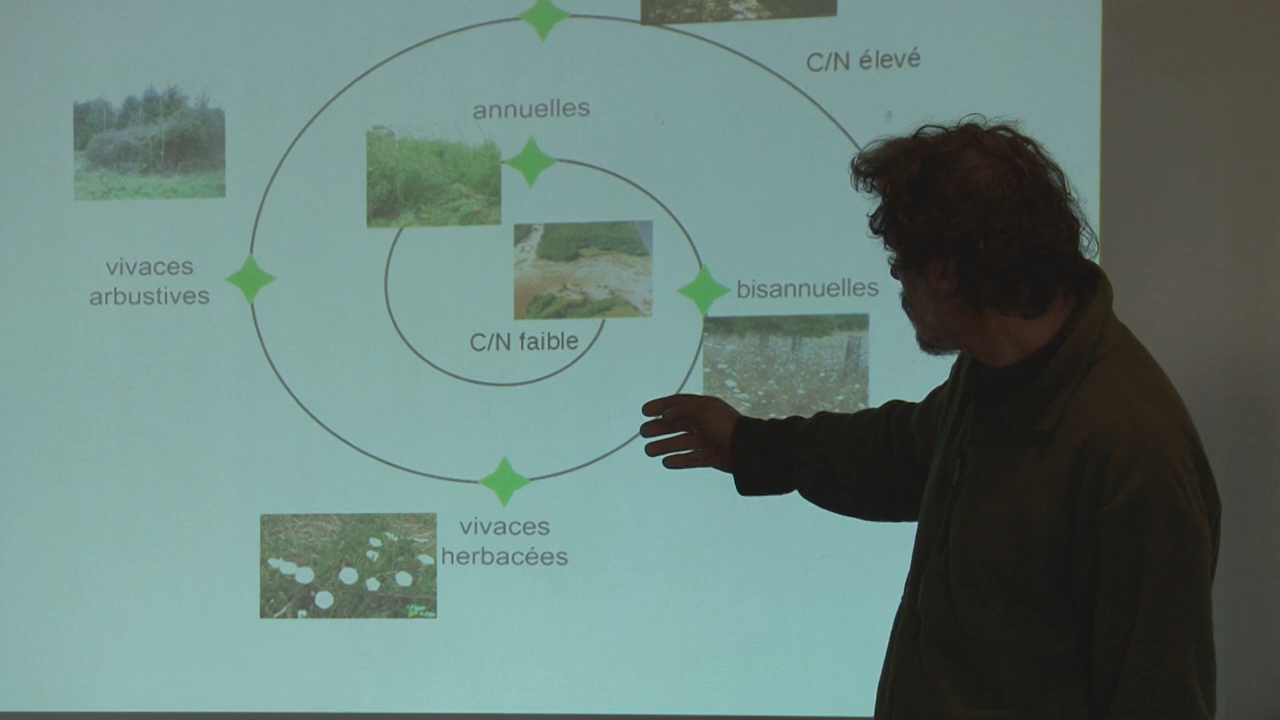 C/N élevé
annuelles
vivaces
arbustives
bisannuelles
C/N faible
vivaces
herbacées